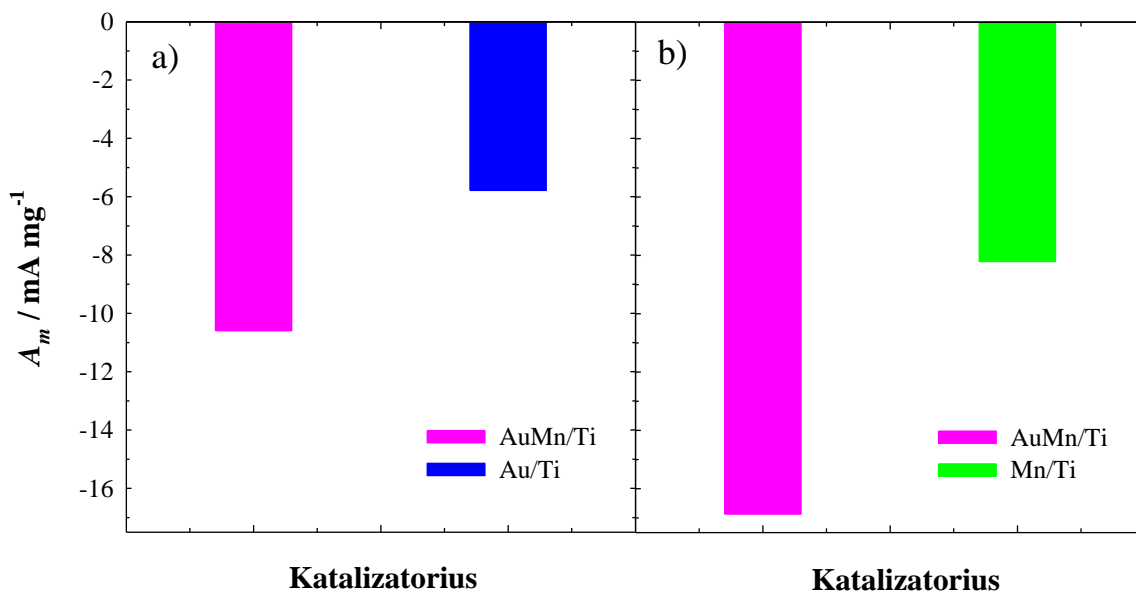 a)
b)
0
-2
-4
-6
-8
-10
-12
-14
-16
A_m / mA mg^-1
AuMn/Ti
Au/Ti
AuMn/Ti
Mn/Ti
Katalizatorius
Katalizatorius